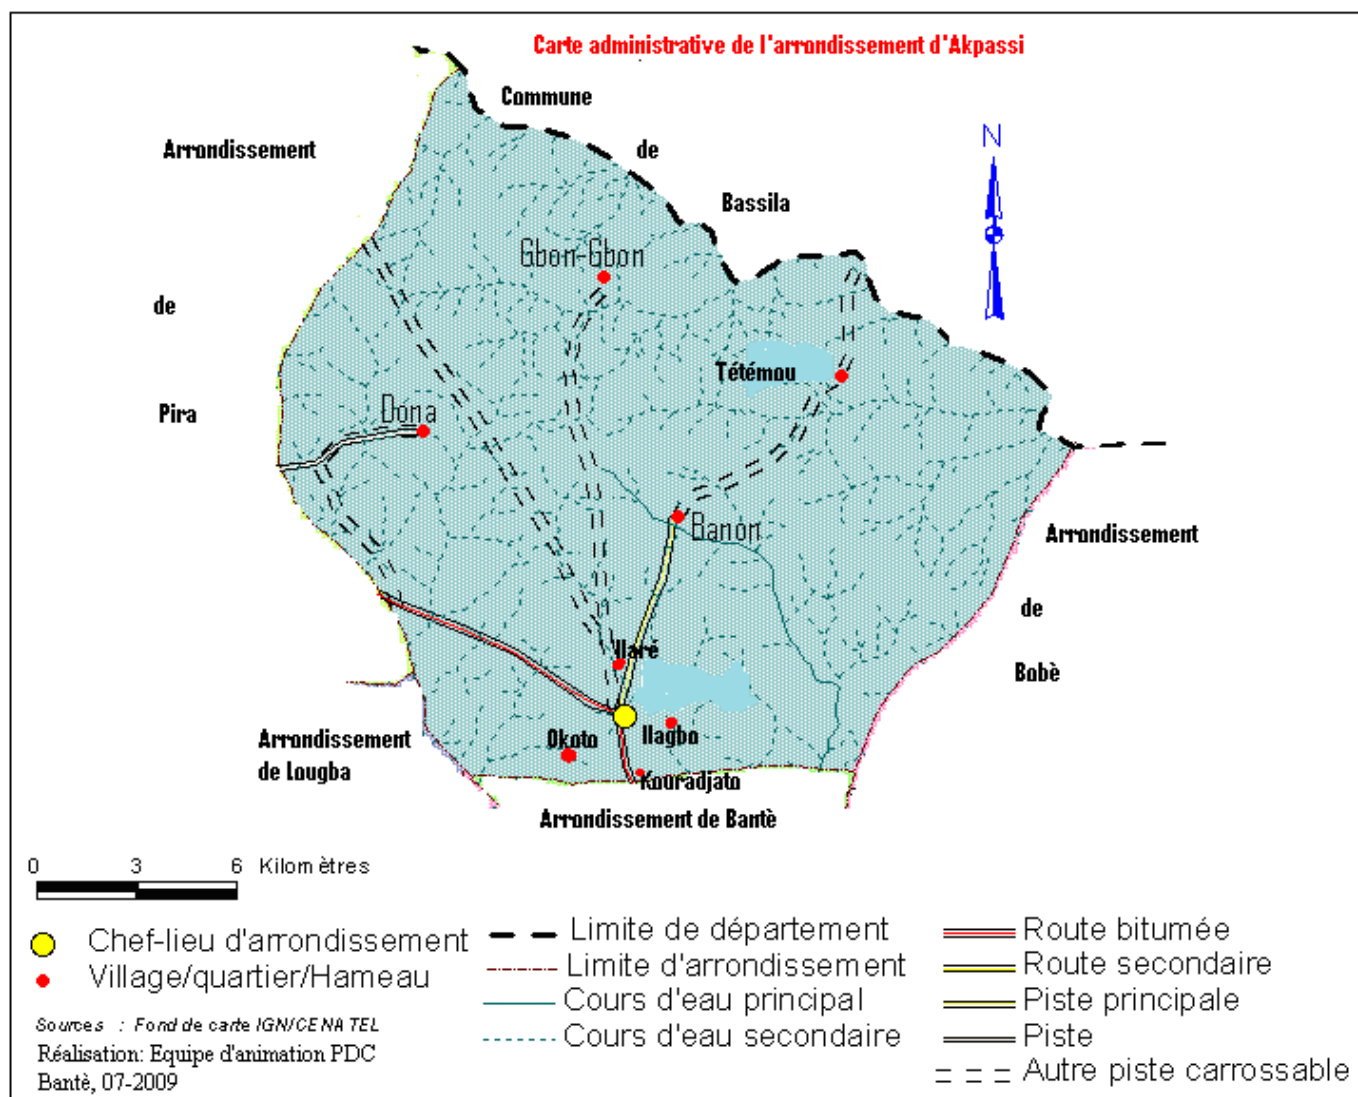 Carte administrative de l'arrondissement d'Akpassi
Commune
de
Bassila
Arrondissement
de
Pira
N
Gbon-Gbon
Tétémou
Dona
Banon
Arrondissement
de
Bobè
Ilaré
Ilagbo
Okoto
Kouradjato
Arrondissement
de Lougba
Arrondissement de Bantè
0 3 6 Kilomètres
Chef-lieu d'arrondissement
Village/quartier/Hameau
Limite de département
Limite d'arrondissement
Cours d'eau principal
Cours d'eau secondaire
Route bitumée
Route secondaire
Piste principale
Piste
Autre piste carrossable
Sources : Fond de carte IGN/CENATEL
Réalisation: Equipe d'animation PDC
Bantè, 07-2009